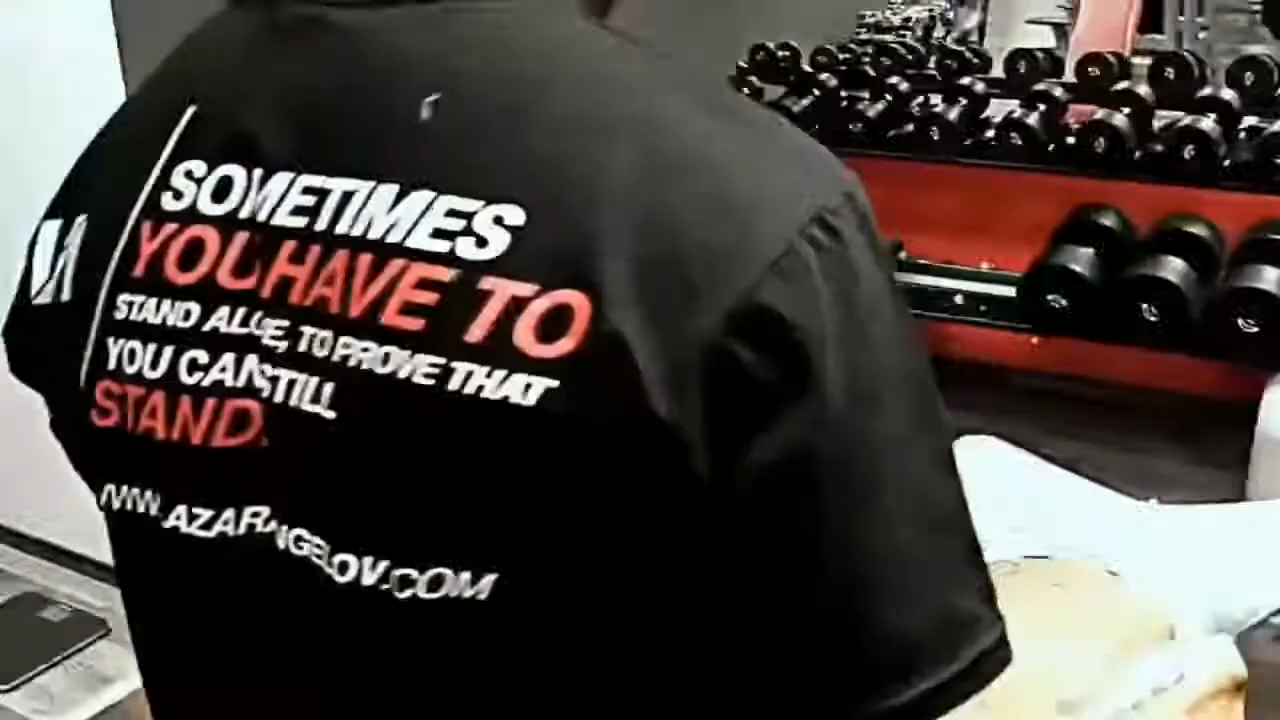 SOMETIMES
YOU HAVE TO
STAND ALONE, TO PROVE THAT
YOU CAN STILL
STAND.
WWW.AZARANGELOV.COM